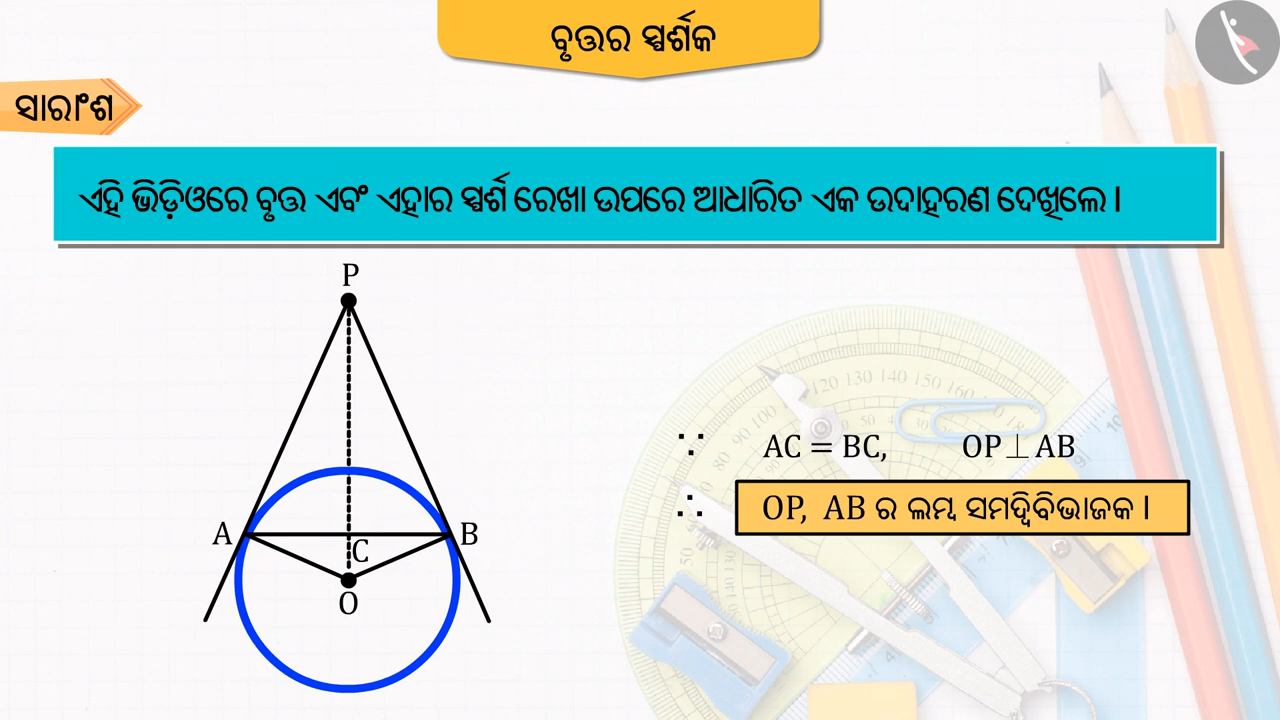 ବୃତ୍ତର ସ୍ପର୍ଶକ
ସାରାଂଶ
ଏହି ଭିଡ଼ିଓରେ ବୃତ୍ତ ଏବଂ ଏହାର ସ୍ପର୍ଶ ରେଖା ଉପରେ ଆଧାରିତ ଏକ ଉଦାହରଣ ଦେଖିଲେ ।
P
A
B
C
O
∵ AC = BC, OP ⊥ AB
∴ OP, AB ର ଲମ୍ବ ସମଦ୍ବିବିଭାଜକ ।